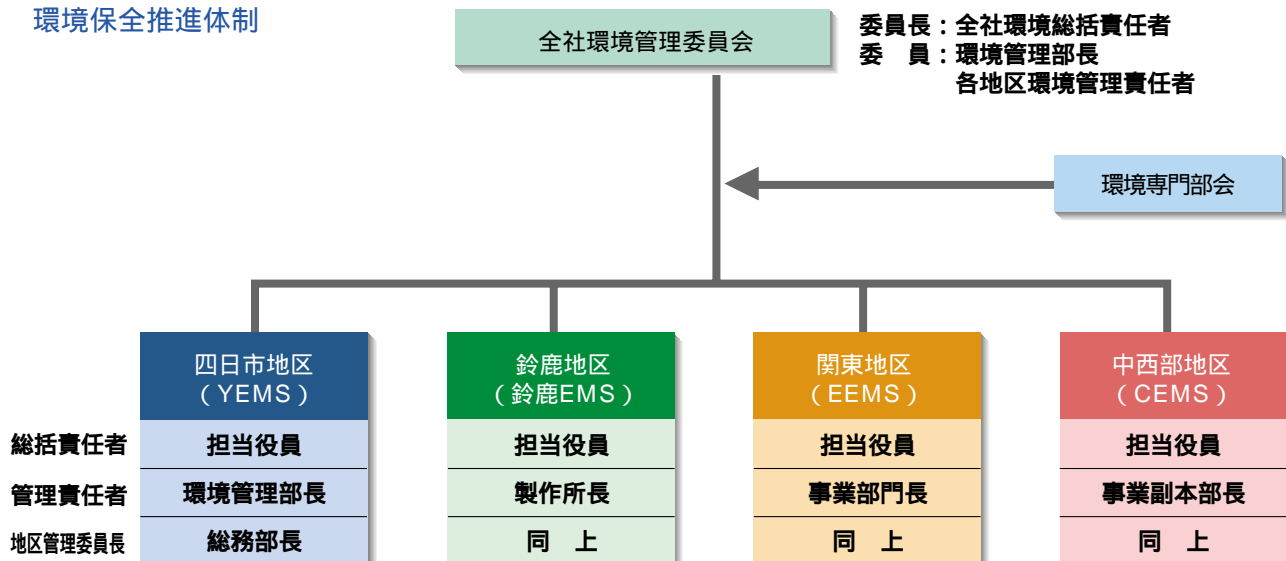 環境保全推進体制
全社環境管理委員会
委員長：全社環境総括責任者
委　員：環境管理部長
各地区環境管理責任者
環境専門部会
四日市地区
（YEMS）
鈴鹿地区
（鈴鹿EMS）
関東地区
（EEMS）
中西部地区
（CEMS）
総括責任者 担当役員 担当役員 担当役員 担当役員
管理責任者 環境管理部長 製作所長 事業部門長 事業副本部長
地区管理委員長 総務部長 同　上 同　上 同　上